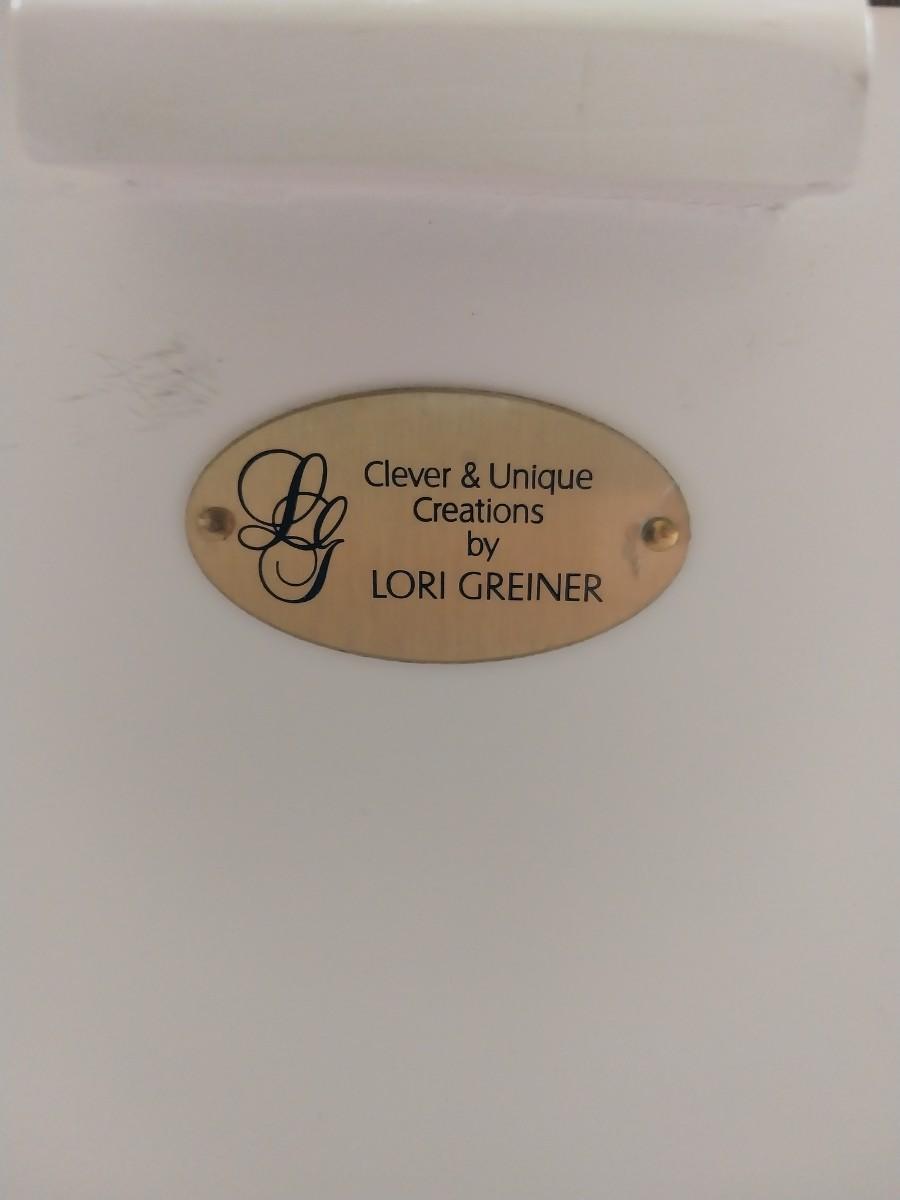 LG
Clever & Unique
Creations
by
LORI GREINER